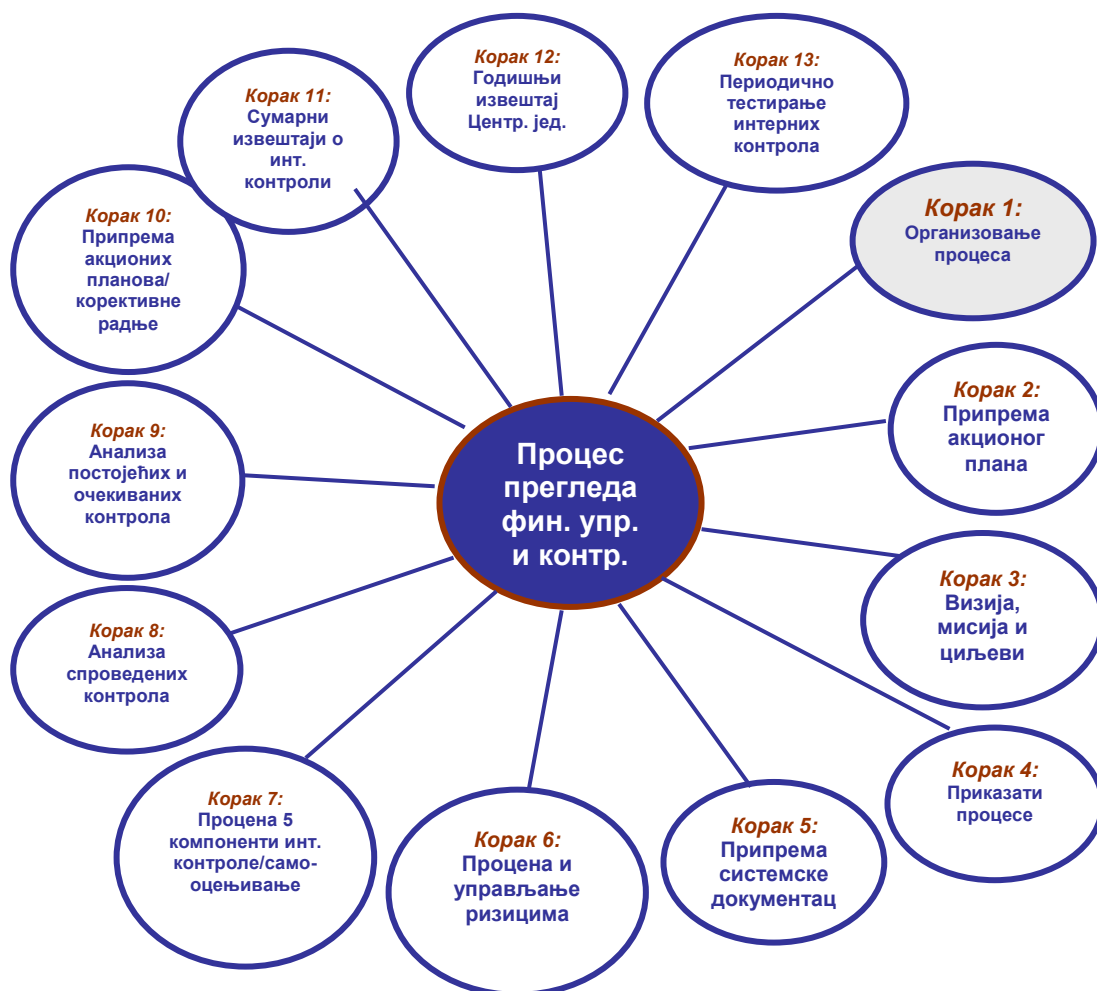 Процес
прегледа
фин. упр.
и контр.
Корак 1:
Организовање
процеса
Корак 2:
Припрема
акционог
плана
Корак 3:
Визија,
мисија и
циљеви
Корак 4:
Приказати
процесе
Корак 5:
Припрема
системске
документац
Корак 6:
Процена и
управљање
ризицима
Корак 7:
Процена 5
компоненти инт.
контроле/само-
оцењивање
Корак 8:
Анализа
спроведених
контрола
Корак 9:
Анализа
постојећих и
очекиваних
контрола
Корак 10:
Припрема
акционих
планова/
корективне
радње
Корак 11:
Сумарни
извештаји о
инт.
контроли
Корак 12:
Годишњи
извештај
Центр. јед.
Корак 13:
Периодично
тестирање
интерних
контрола